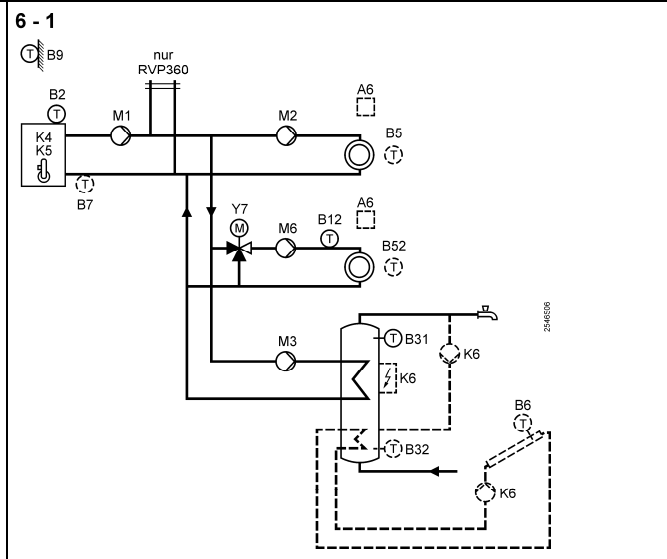 6 - 1
T B9
nur
RVP360
B2
T
M1
M2
A6
K4
K5
B5
T
T
B7
A6
Y7
M
M6
B12
T
B52
T
M3
T B31
K6
K6
2546S06
B6
T
T B32
K6